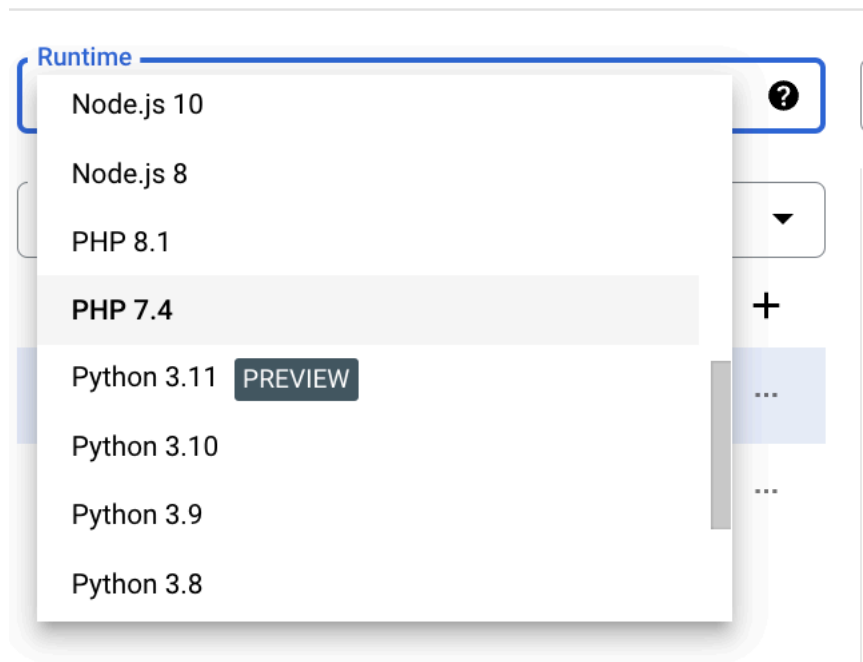 Runtime
Node.js 10
Node.js 8
PHP 8.1
PHP 7.4
Python 3.11 PREVIEW
Python 3.10
Python 3.9
Python 3.8